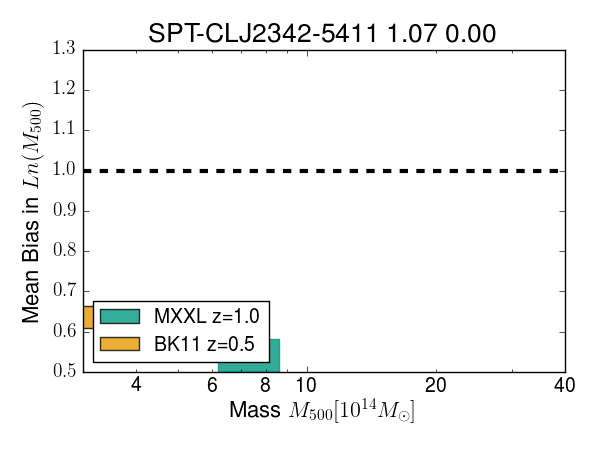 SPT-CLJ2342-5411 1.07 0.00
1.3
1.2
1.1
1.0
0.9
0.8
0.7
0.6
0.5
Mean Bias in Ln(M500)
MXXL z=1.0
BK11 z=0.5
4 6 8 10 20 40
Mass M500[10^14 M⊙]